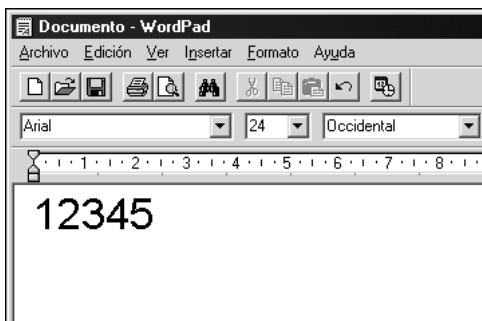 Documento - WordPad
Archivo Edición Ver Insertar Formato Ayuda
Arial 24 Occidental
1 2 3 4 5 6 7 8
12345